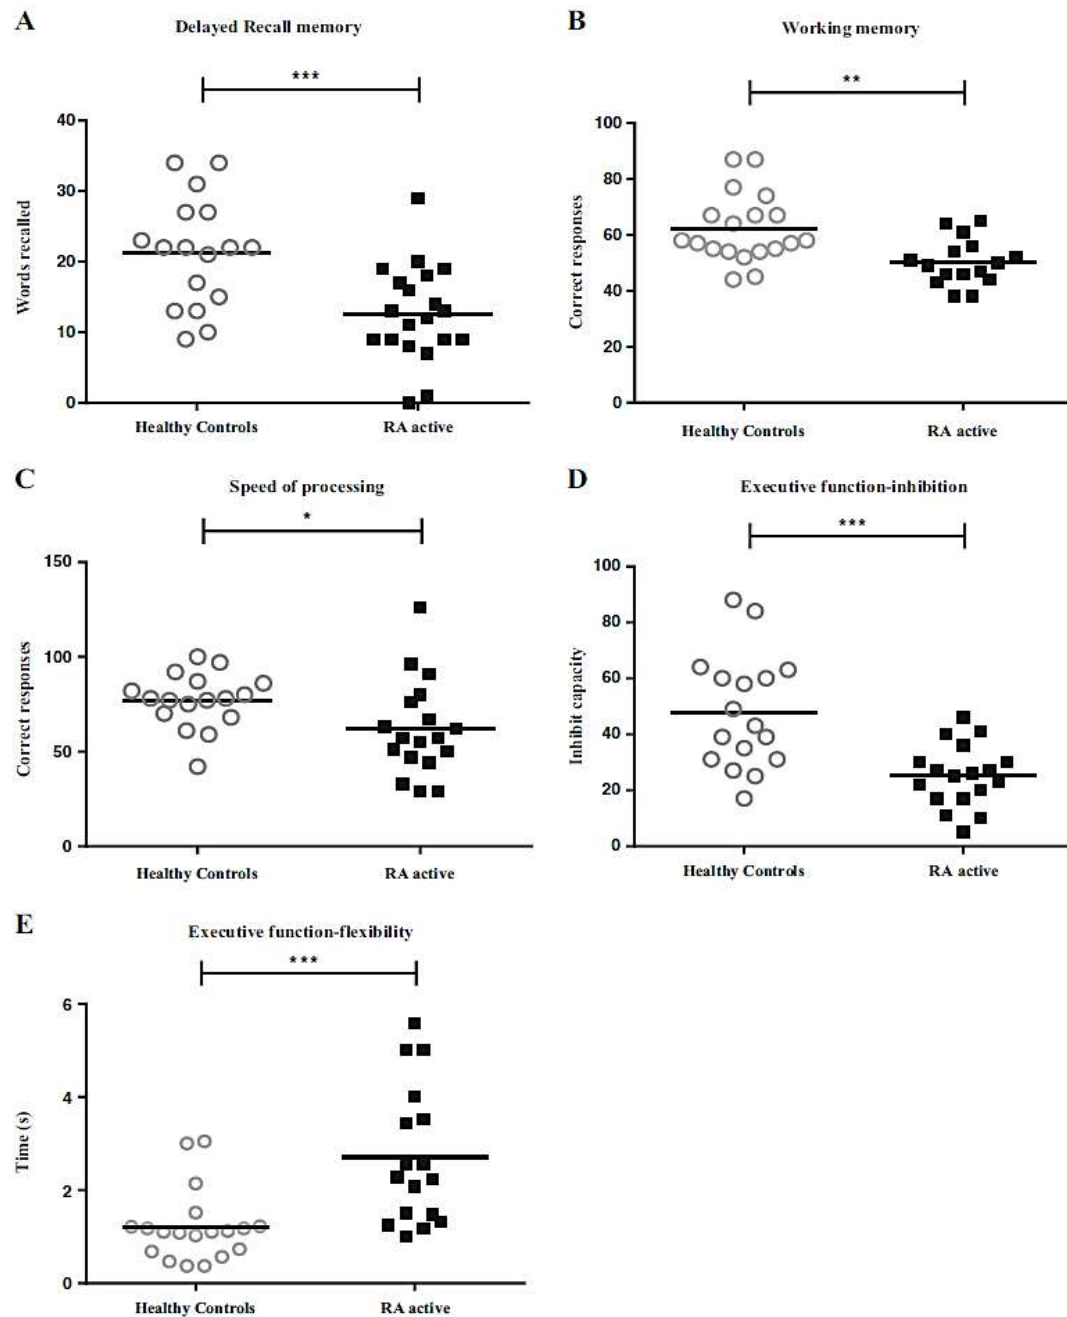 A
Delayed Recall memory
***
Words recalled
40
30
20
10
0
Healthy Controls
RA active
B
Working memory
**
Correct responses
100
80
60
40
20
0
Healthy Controls
RA active
C
Speed of processing
*
Correct responses
150
100
50
0
Healthy Controls
RA active
D
Executive function-inhibition
***
Inhibit capacity
100
80
60
40
20
0
Healthy Controls
RA active
E
Executive function-flexibility
***
Time (s)
6
4
2
0
Healthy Controls
RA active